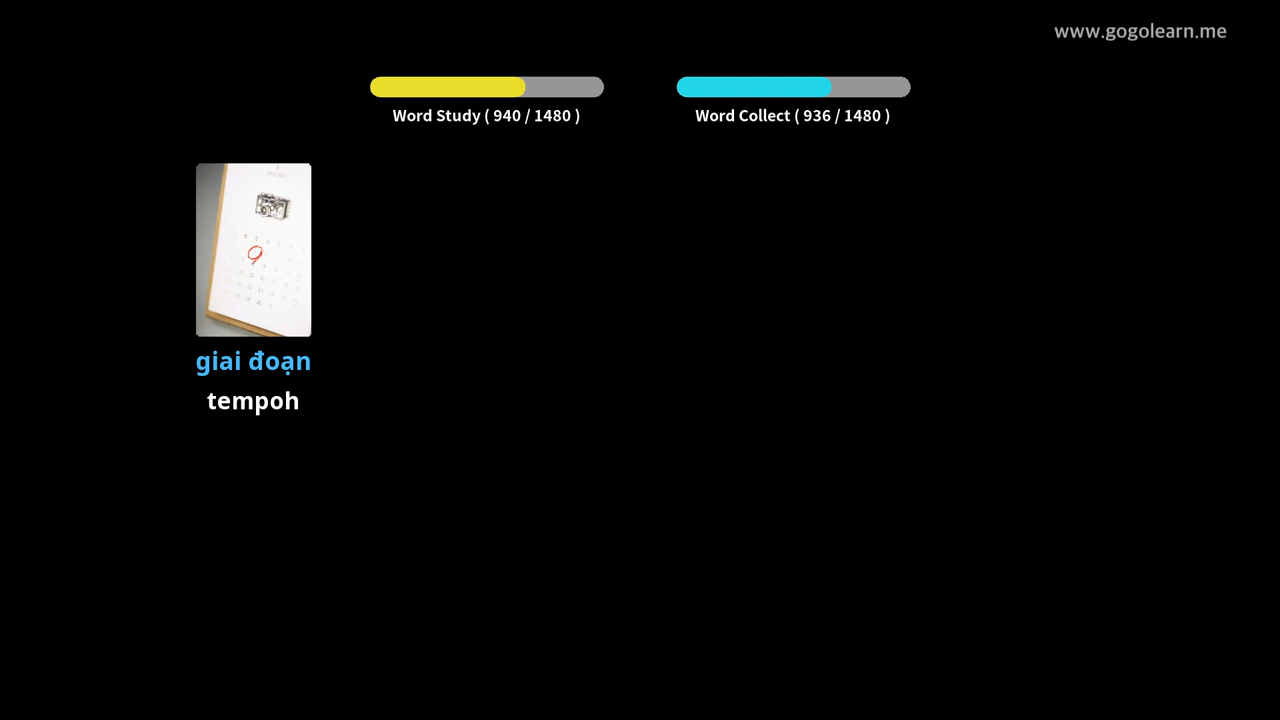 www.gogolearn.me
Word Study ( 940 / 1480 )
Word Collect ( 936 / 1480 )
giai đoạn
tempoh